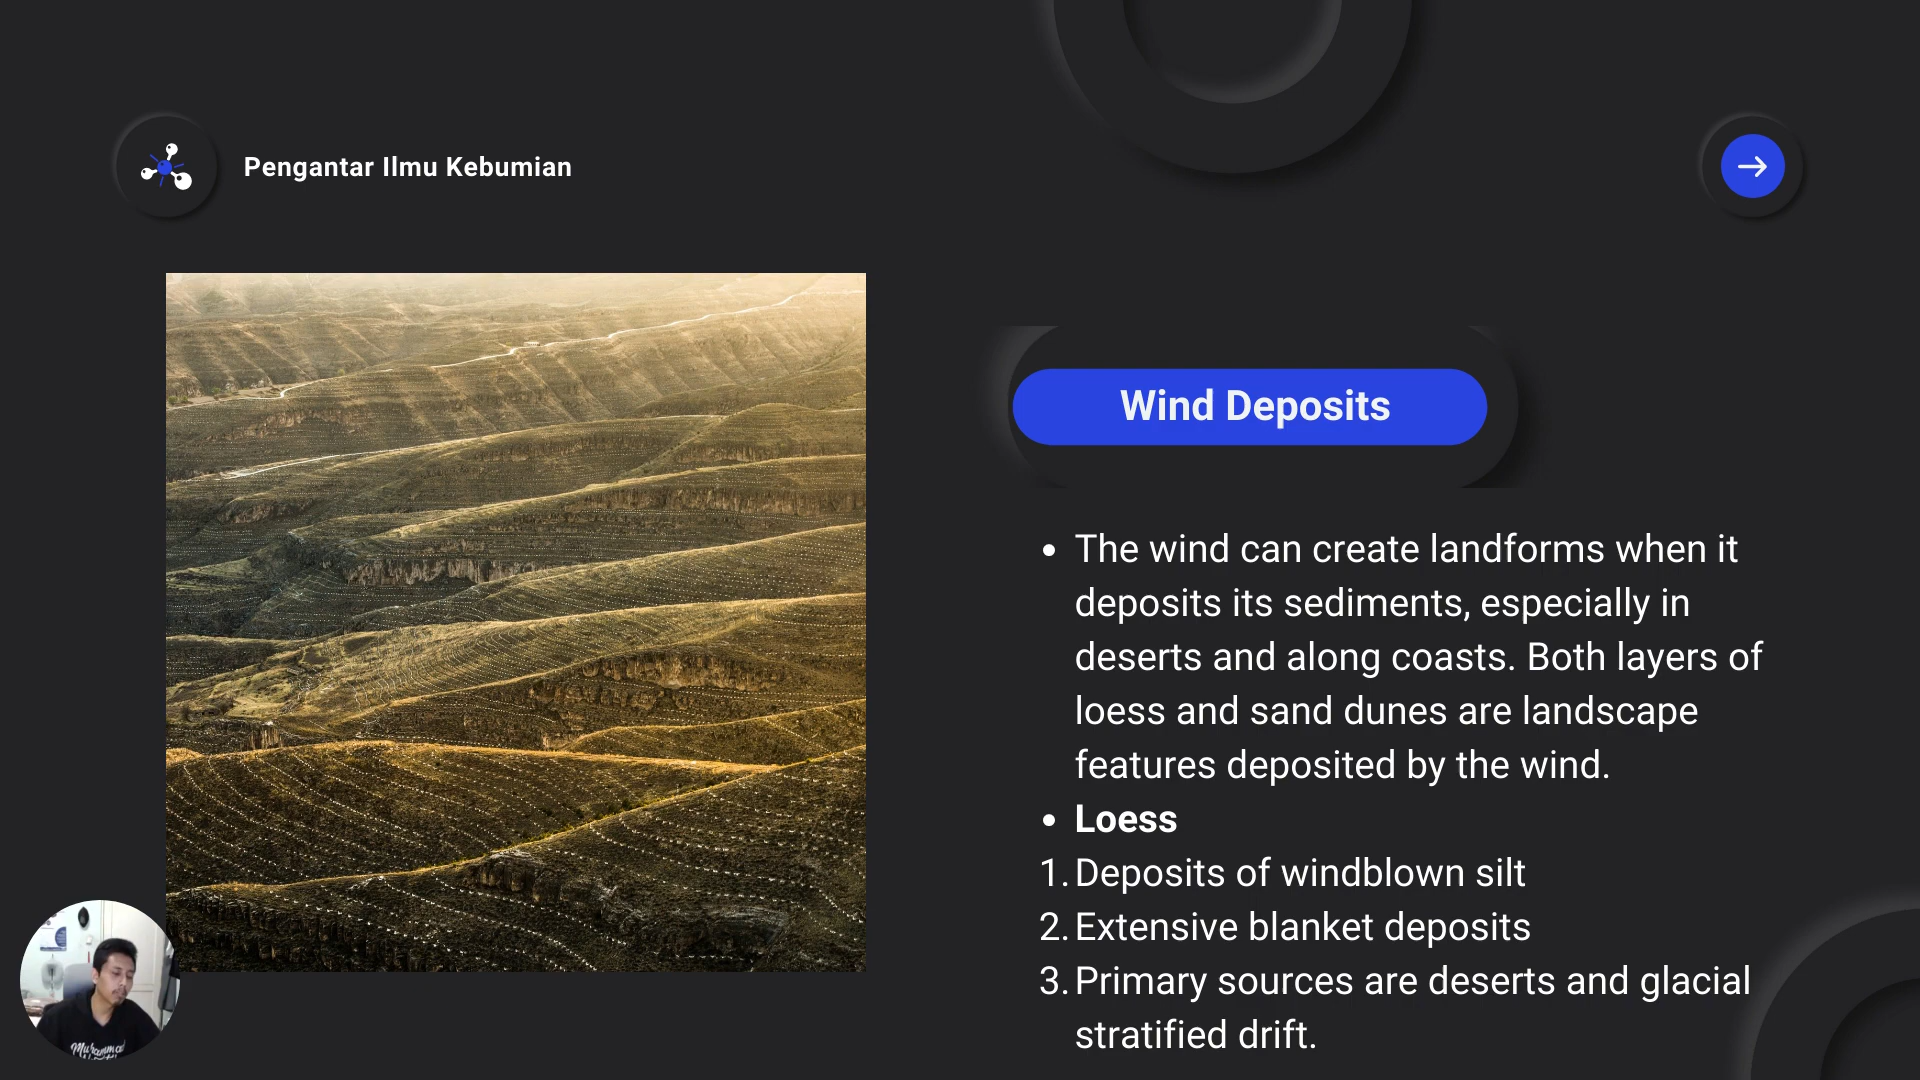 Pengantar Ilmu Kebumian
Wind Deposits
• The wind can create landforms when it
deposits its sediments, especially in
deserts and along coasts. Both layers of
loess and sand dunes are landscape
features deposited by the wind.
• Loess
1. Deposits of windblown silt
2. Extensive blanket deposits
3. Primary sources are deserts and glacial
stratified drift.